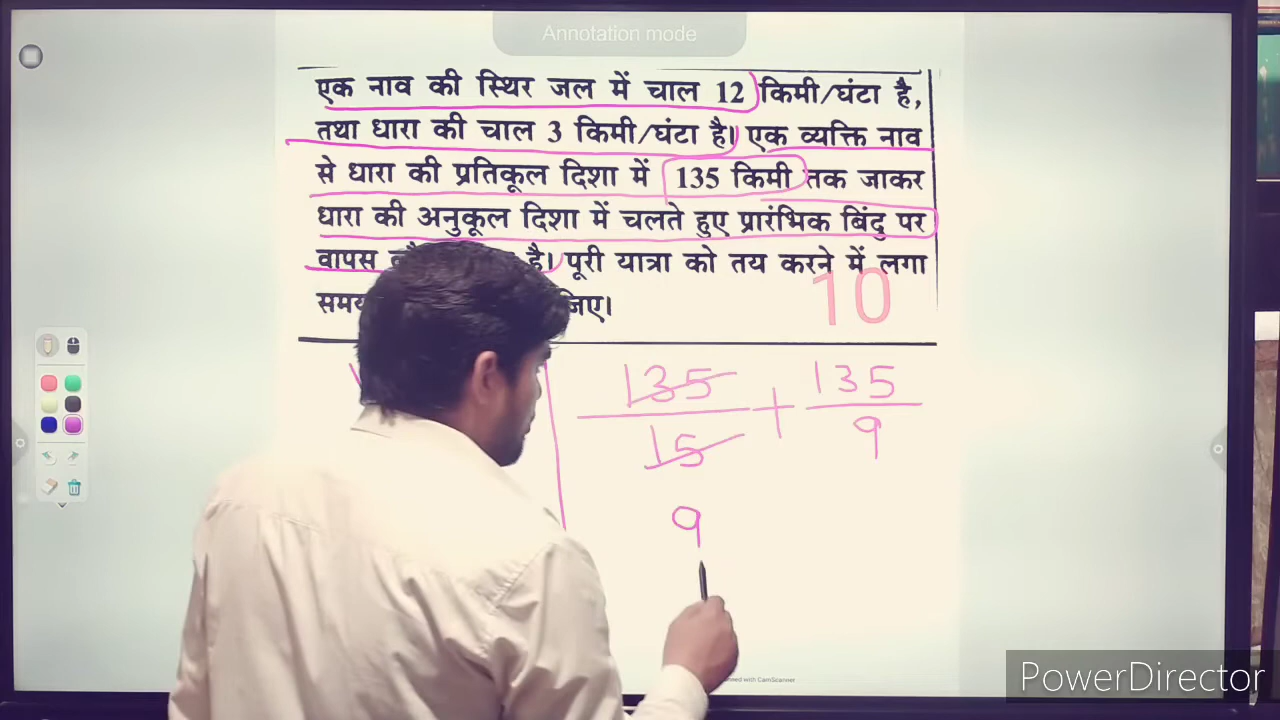 Annotation mode
एक नाव की स्थिर जल में चाल 12 किमी/घंटा है,
तथा धारा की चाल 3 किमी/घंटा है। एक व्यक्ति नाव
से धारा की प्रतिकूल दिशा में 135 किमी तक जाकर
धारा की अनुकूल दिशा में चलते हुए प्रारंभिक बिंदु पर
वापस है। पूरी यात्रा को तय करने में लगा
10
135 + 135
15 9
9
PowerDirector